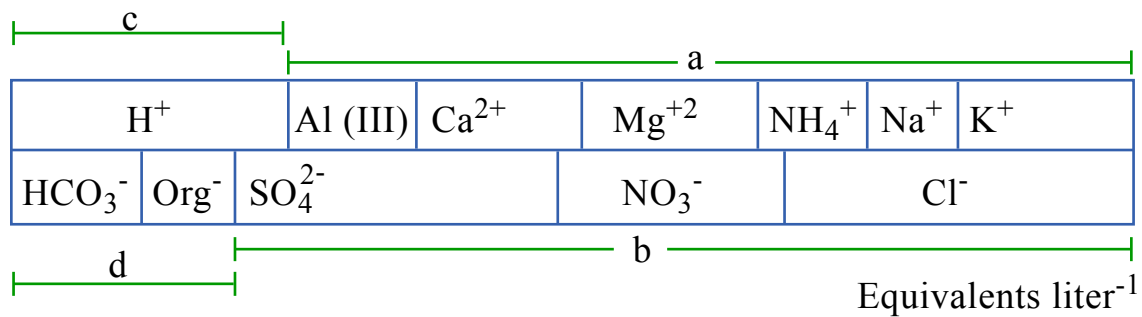 c
a
H⁺ Al (III) Ca²⁺ Mg⁺² NH₄⁺ Na⁺ K⁺
HCO₃⁻ Org⁻ SO₄²⁻ NO₃⁻ Cl⁻
b
d
Equivalents liter⁻¹